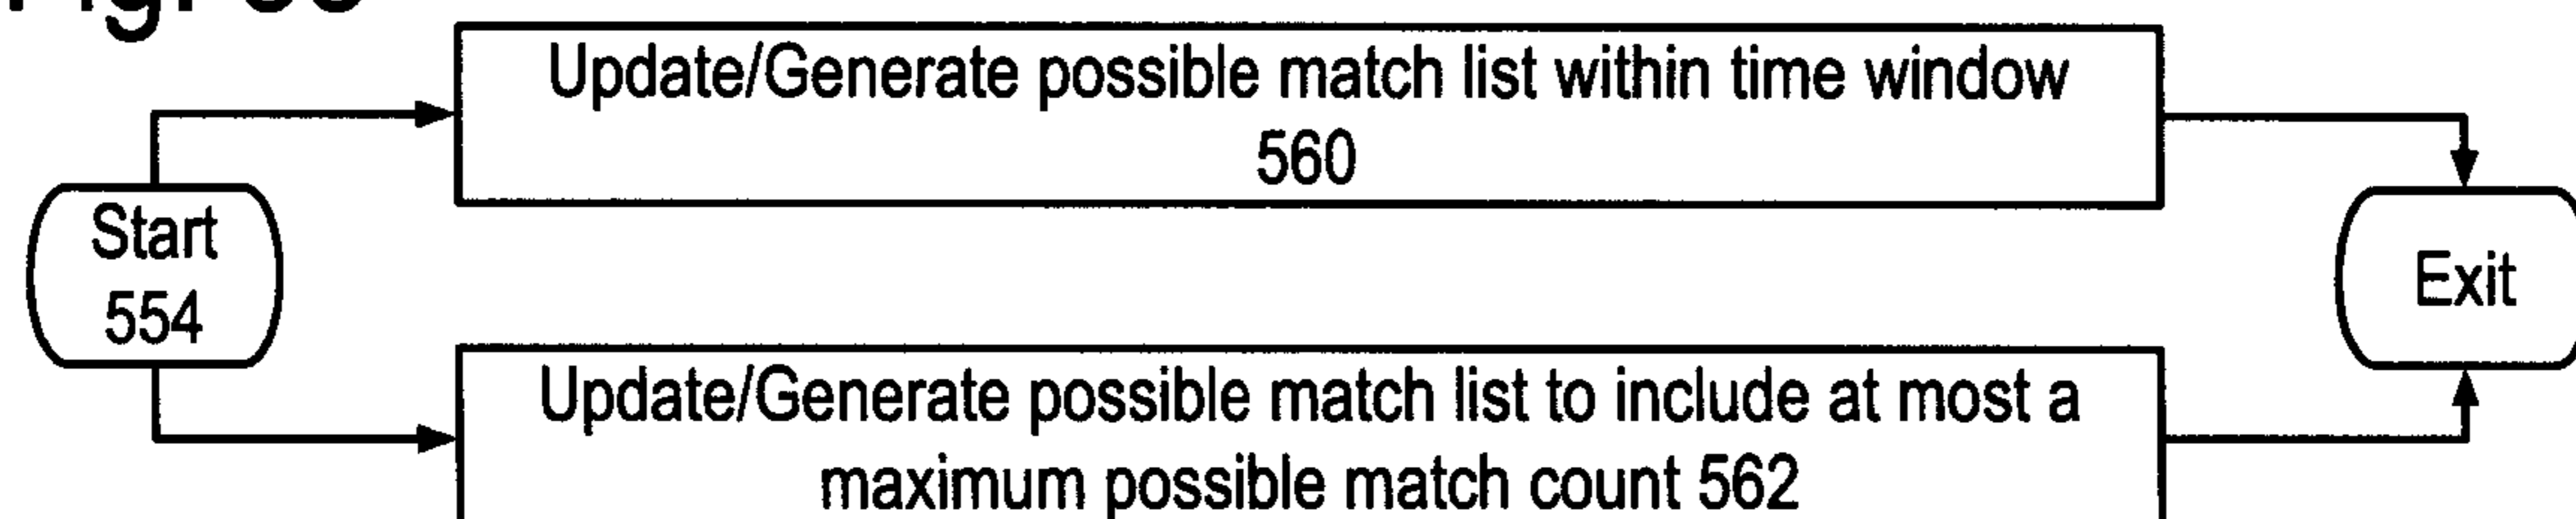 Update/Generate possible match list within time window
560
Start
554
Exit
Update/Generate possible match list to include at most a
maximum possible match count 562